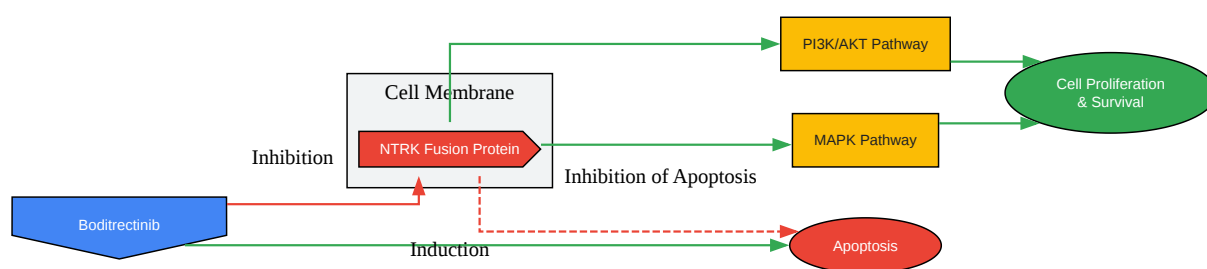 PI3K/AKT Pathway
Cell Proliferation
& Survival
Cell Membrane
NTRK Fusion Protein
MAPK Pathway
Inhibition
Inhibition of Apoptosis
Boditrectinib
Induction
Apoptosis